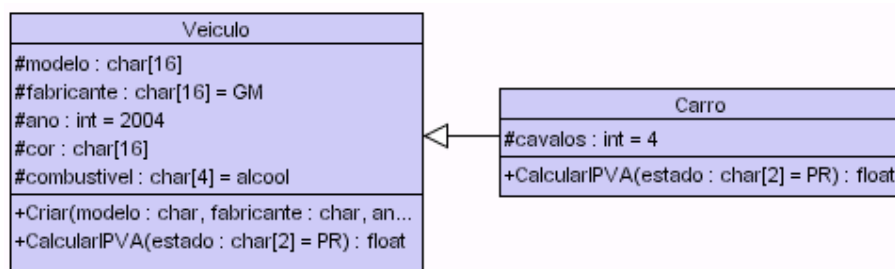 Veiculo
#modelo : char[16]
#fabricante : char[16] = GM
#ano : int = 2004
#cor : char[16]
#combustivel : char[4] = alcool
+Criar(modelo : char, fabricante : char, an...
+CalcularIPVA(estado : char[2] = PR) : float
Carro
#cavalos : int = 4
+CalcularIPVA(estado : char[2] = PR) : float